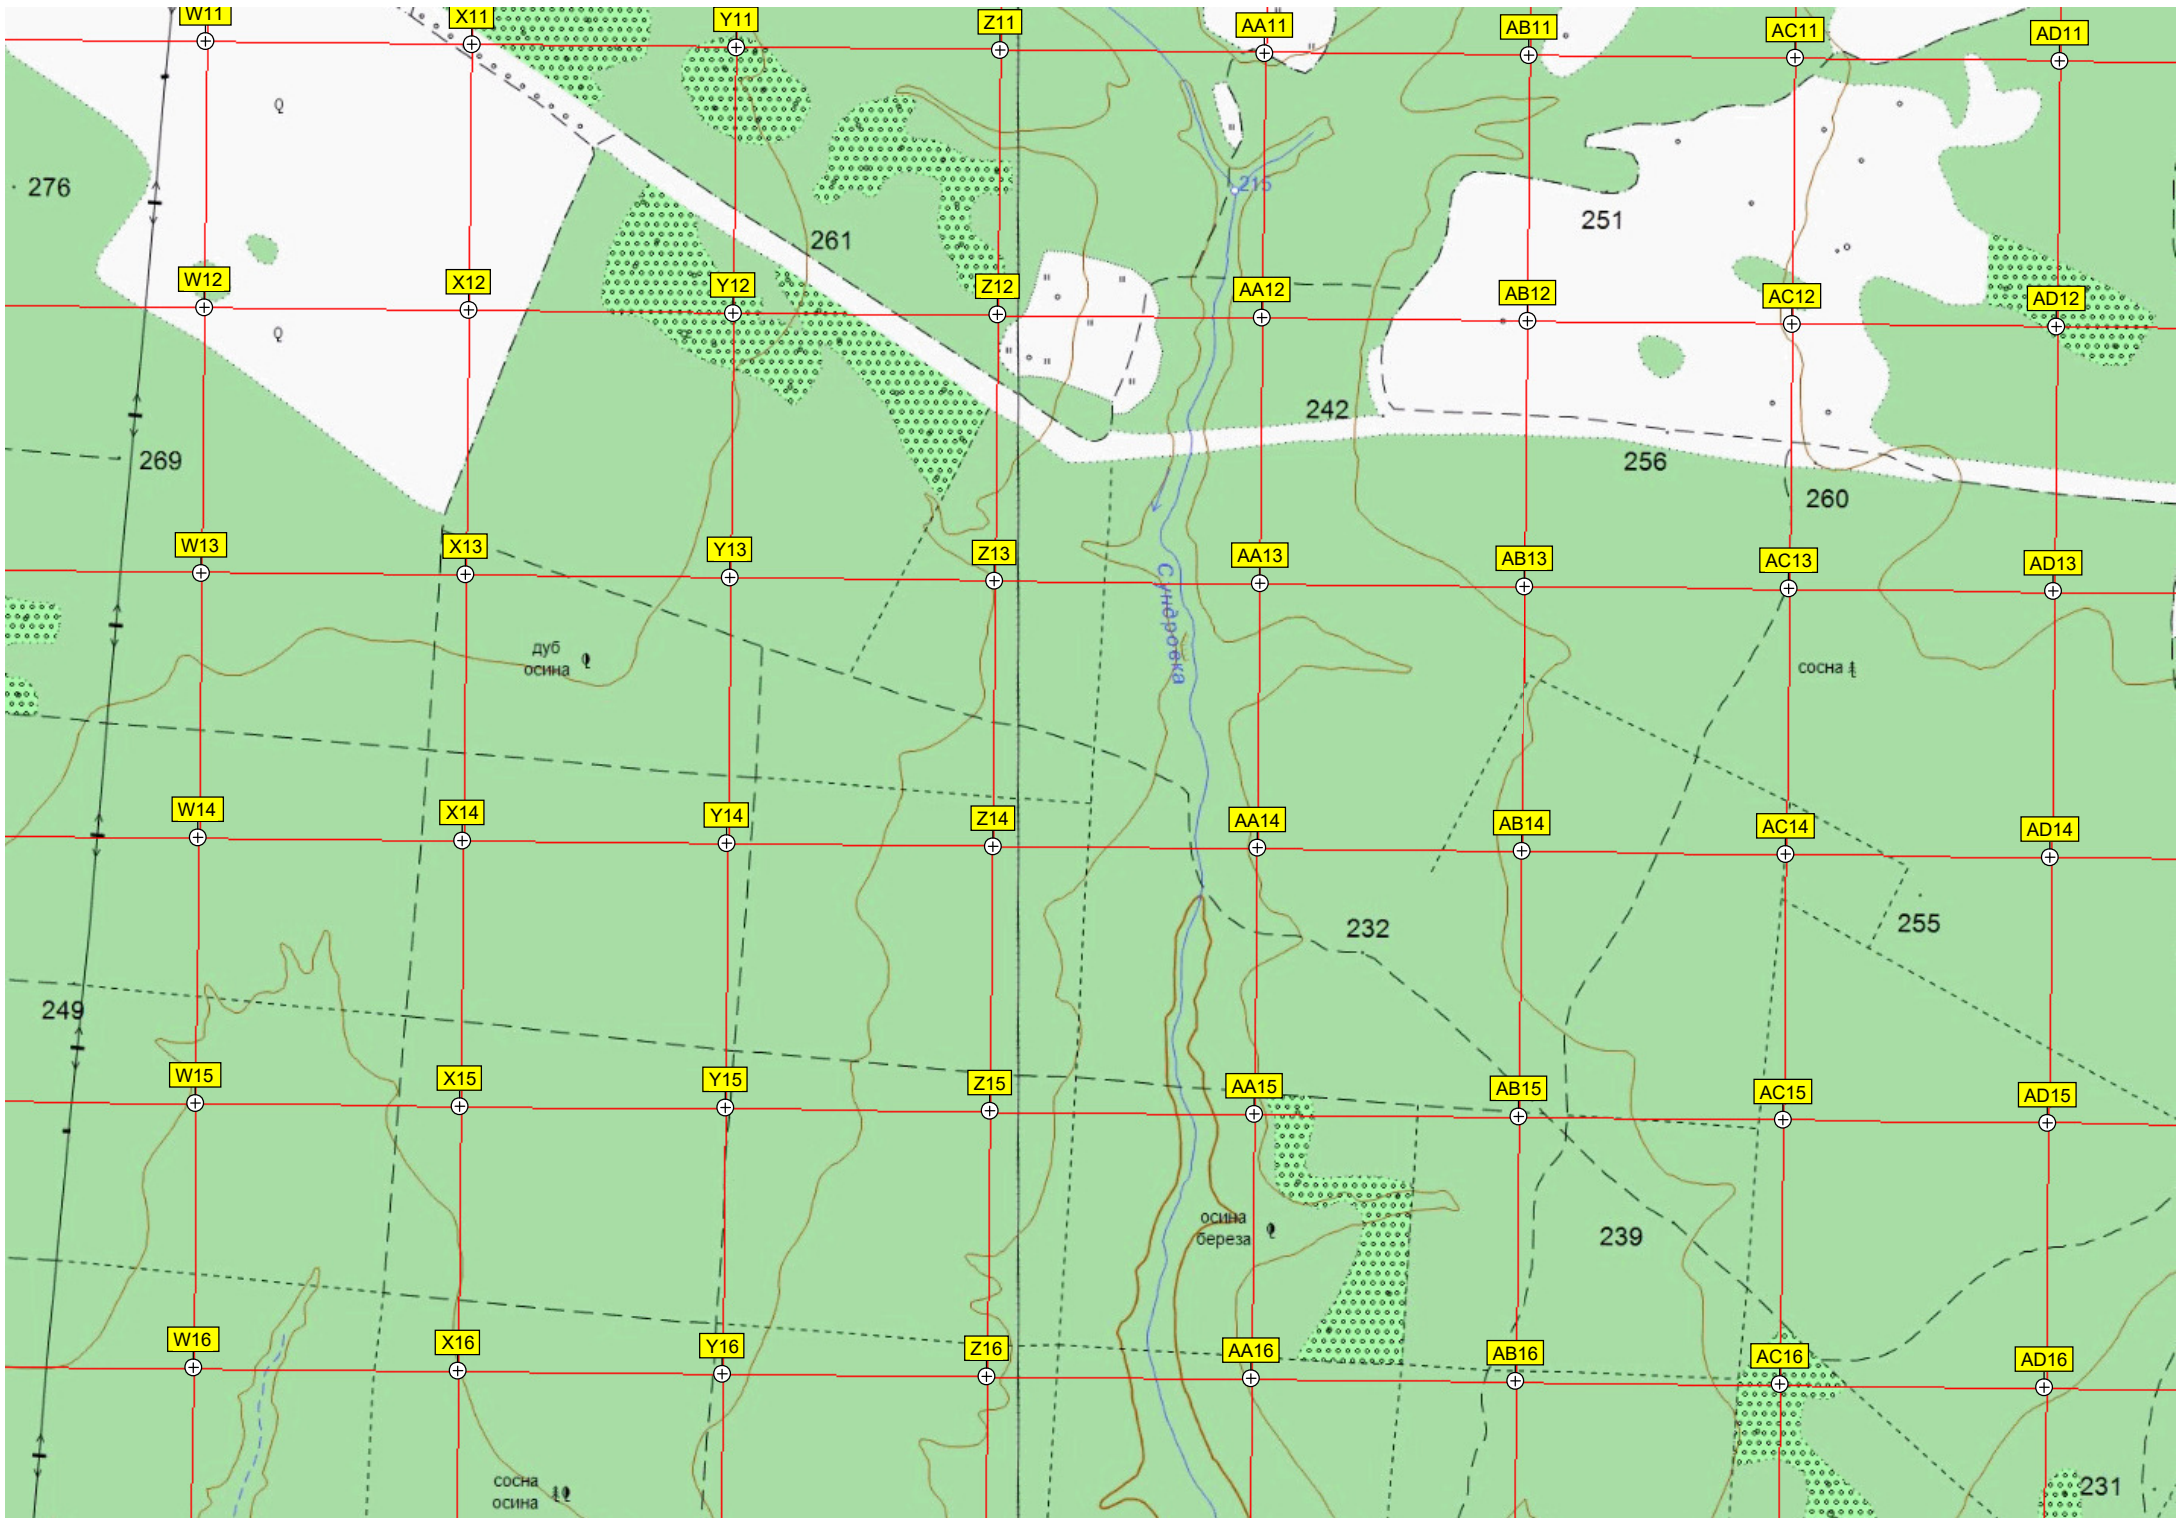 W11 X11 Y11 Z11 AA11 AB11 AC11 AD11
276
215
251
261
W12 X12 Y12 Z12 AA12 AB12 AC12 AD12
242
269
256
260
W13 X13 Y13 Z13 AA13 AB13 AC13 AD13
Сундровка
дуб
осина
сосна
W14 X14 Y14 Z14 AA14 AB14 AC14 AD14
232
255
249
W15 X15 Y15 Z15 AA15 AB15 AC15 AD15
осина
береза
239
W16 X16 Y16 Z16 AA16 AB16 AC16 AD16
сосна
осина
231